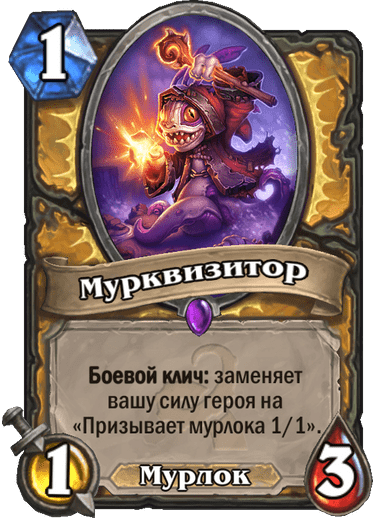 1
Мурквизитор
Боевой клич: заменяет
вашу силу героя на
«Призывает мурлока 1/1».
1
Мурлок
3